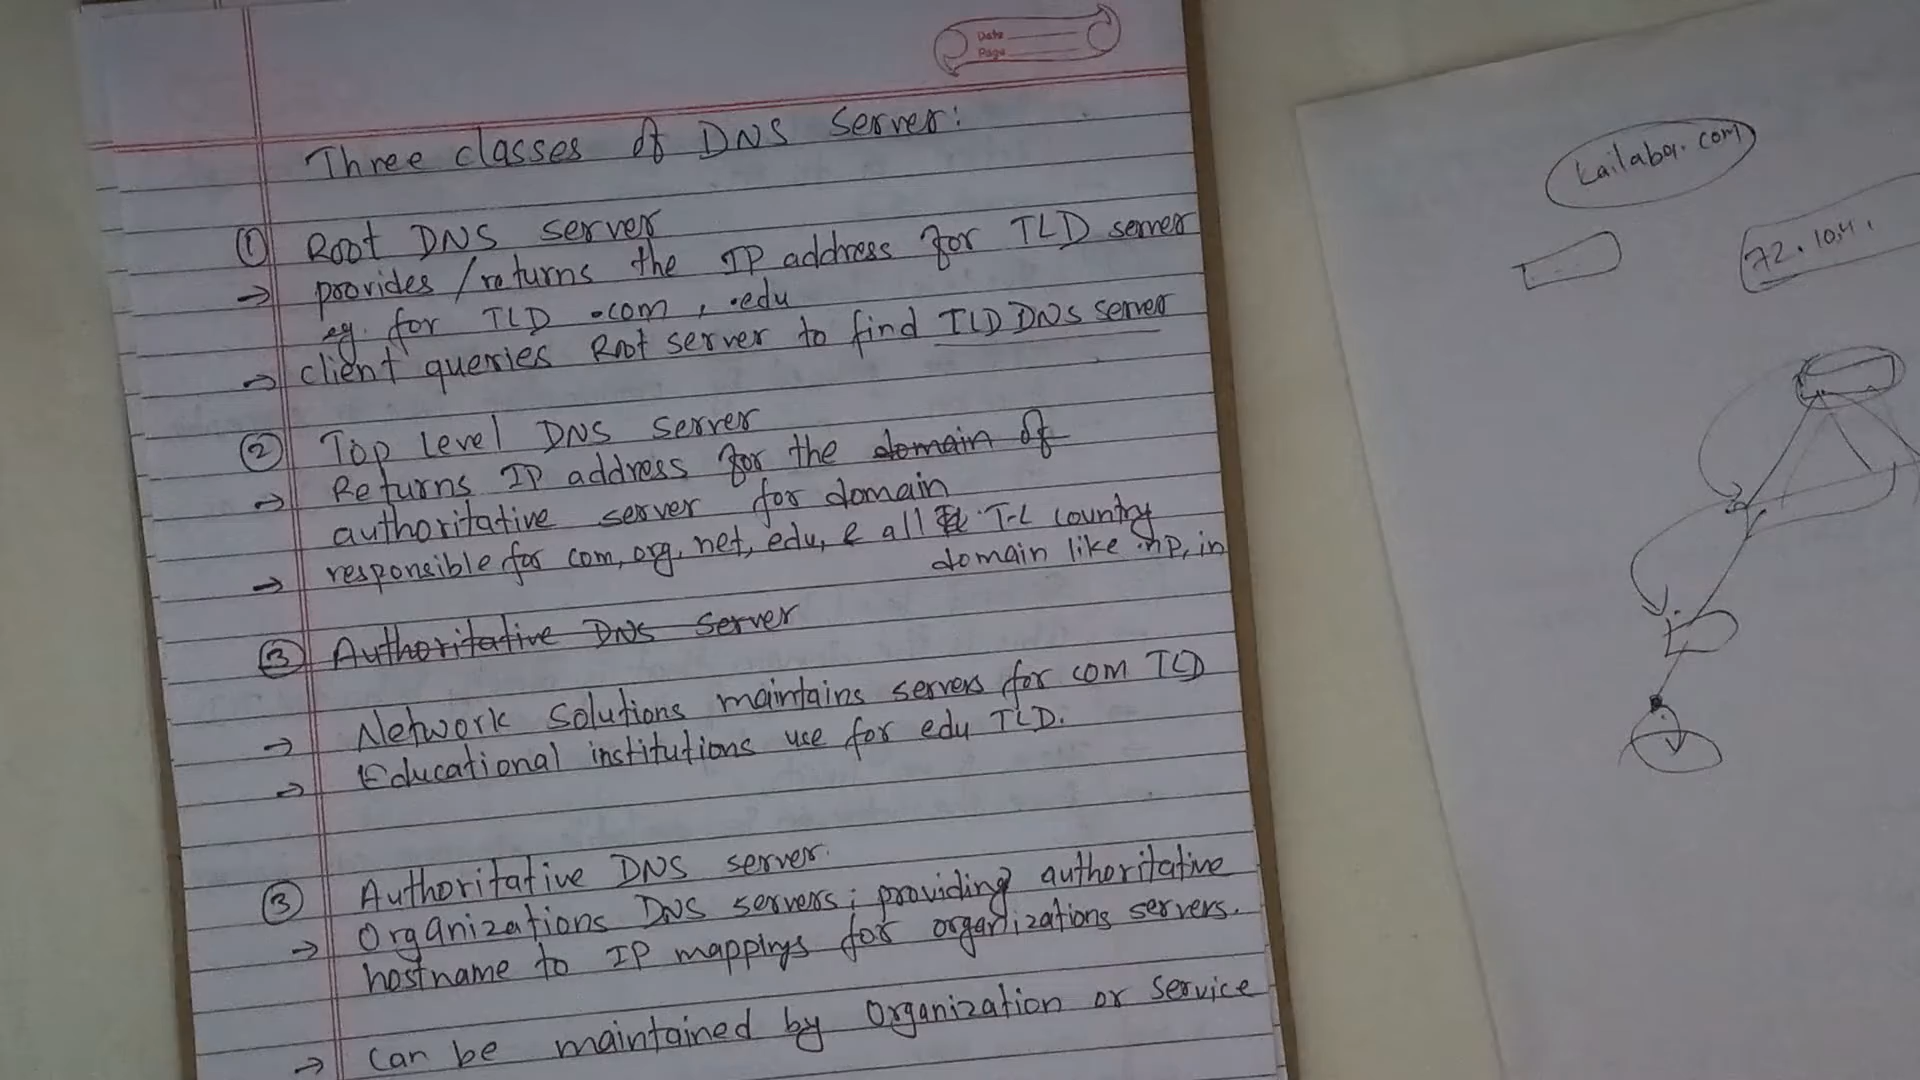 Date
Page
Three classes of DNS Server:
① Root DNS server
→ provides/returns the IP address for TLD server
eg. for TLD .com, .edu
→ client queries Root server to find TLD DNS server
② Top Level DNS server
→ Returns IP address for the domain of
authoritative server for domain
→ responsible for com, org, net, edu, & all T-L country
domain like np, in
③ Authoritative DNS Server
→ Network Solutions maintains servers for com TLD
→ Educational institutions use for edu TLD.
③ Authoritative DNS server.
→ Organizations DNS servers; providing authoritative
hostname to IP mappings for organizations servers.
→ Can be maintained by Organization or Service
72.104.